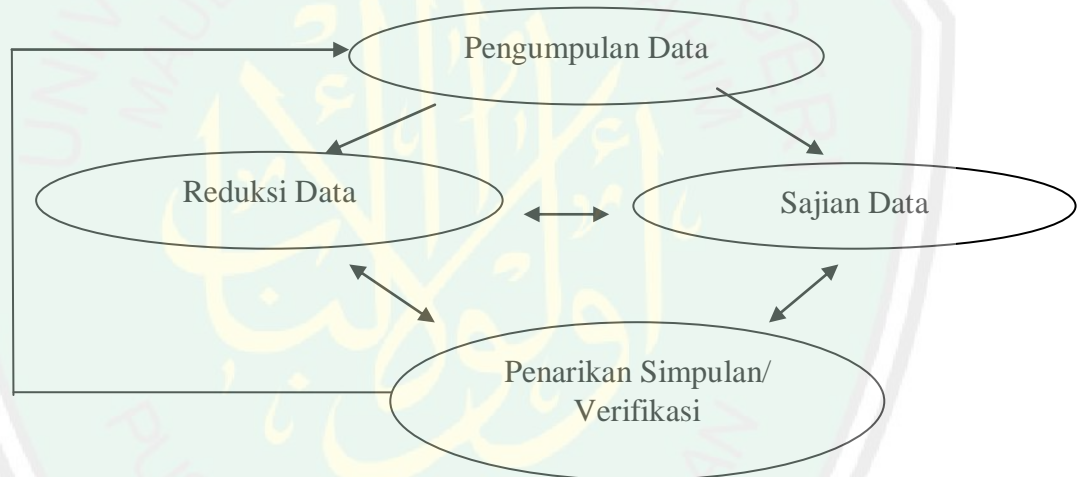 Pengumpulan Data
Reduksi Data
Sajian Data
Penarikan Simpulan/
Verifikasi